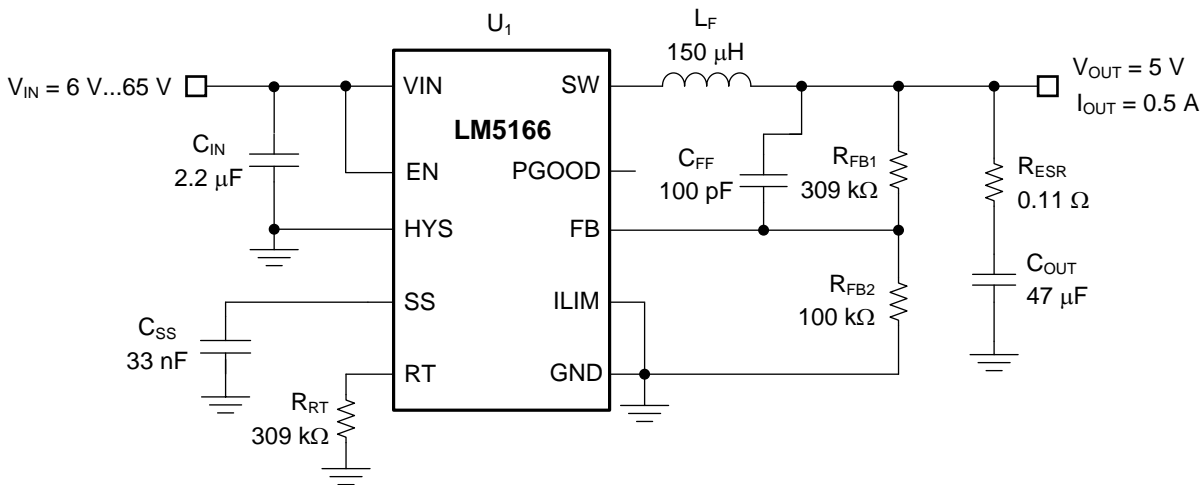 U1
LF
150 μH
VIN = 6 V...65 V
VOUT = 5 V
IOUT = 0.5 A
VIN
SW
LM5166
CIN
2.2 μF
EN
PGOOD
CFF
100 pF
RFB1
309 kΩ
RESR
0.11 Ω
HYS
FB
COUT
47 μF
RFB2
100 kΩ
SS
ILIM
CSS
33 nF
RT
GND
RRT
309 kΩ